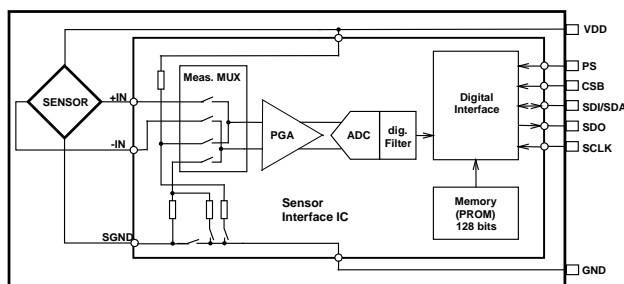 VDD
PS
CSB
SDI/SDA
SDO
SCLK
GND
SENSOR
+IN
-IN
SGND
Meas. MUX
PGA
ADC
dig.
Filter
Digital
Interface
Memory
(PROM)
128 bits
Sensor
Interface IC